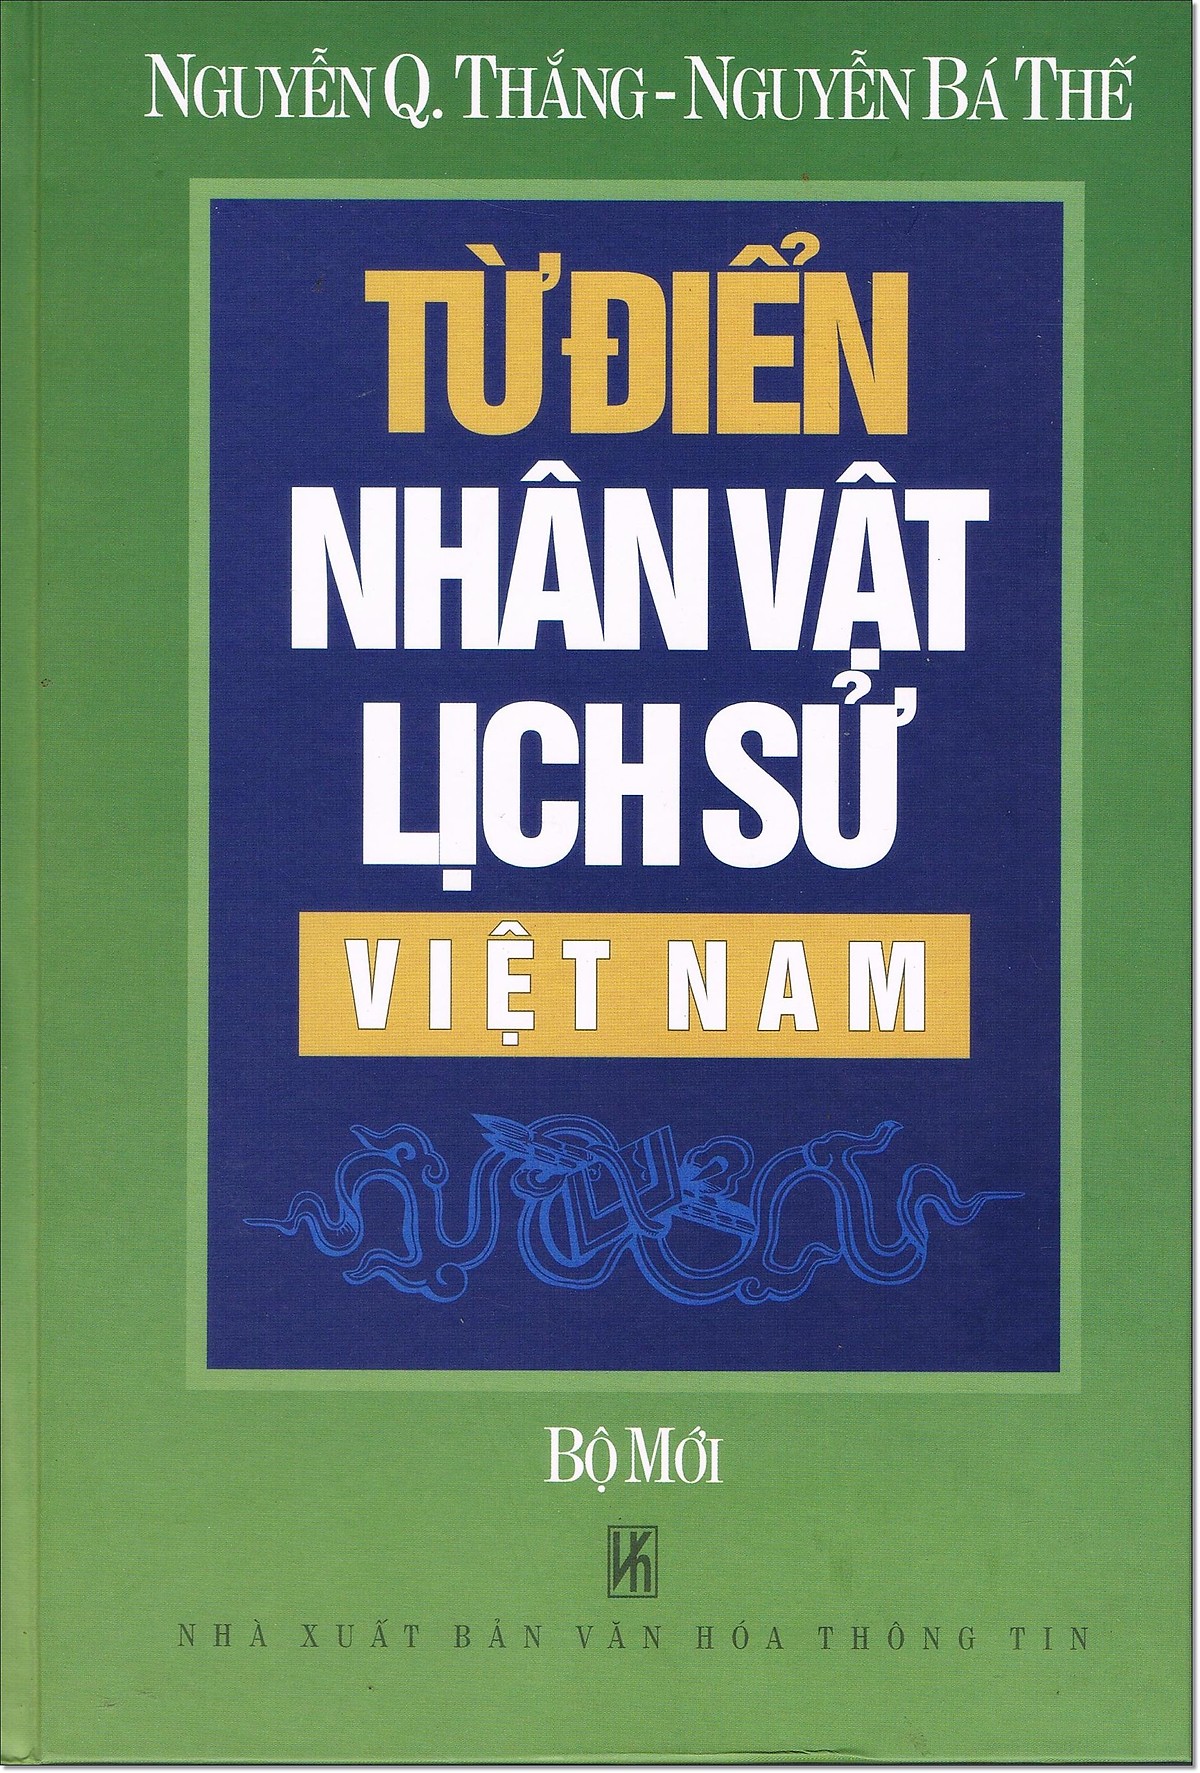 NGUYỄN Q. THẮNG - NGUYỄN BÁ THẾ
TỪ ĐIỂN
NHÂN VẬT
LỊCH SỬ
VIỆT NAM
BỘ MỚI
Vh
NHÀ XUẤT BẢN VĂN HÓA THÔNG TIN